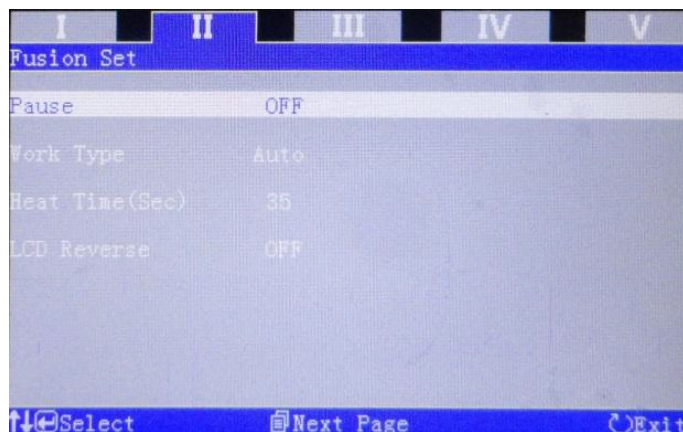 I II III IV V
Fusion Set
Pause OFF
Work Type Auto
Heat Time(Sec) 35
LCD Reverse OFF
Select Next Page Exit